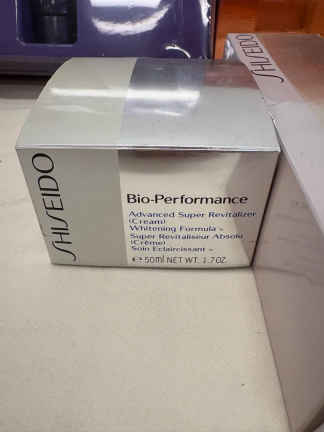 SHISEIDO
SHISEIDO
Bio-Performance
Advanced Super Revitalizer
(Cream)
Whitening Formula N
Super Revitaliseur Absolu
(Crème)
Soin Eclaircissant N
℮ 50ml NET WT. 1.7OZ.